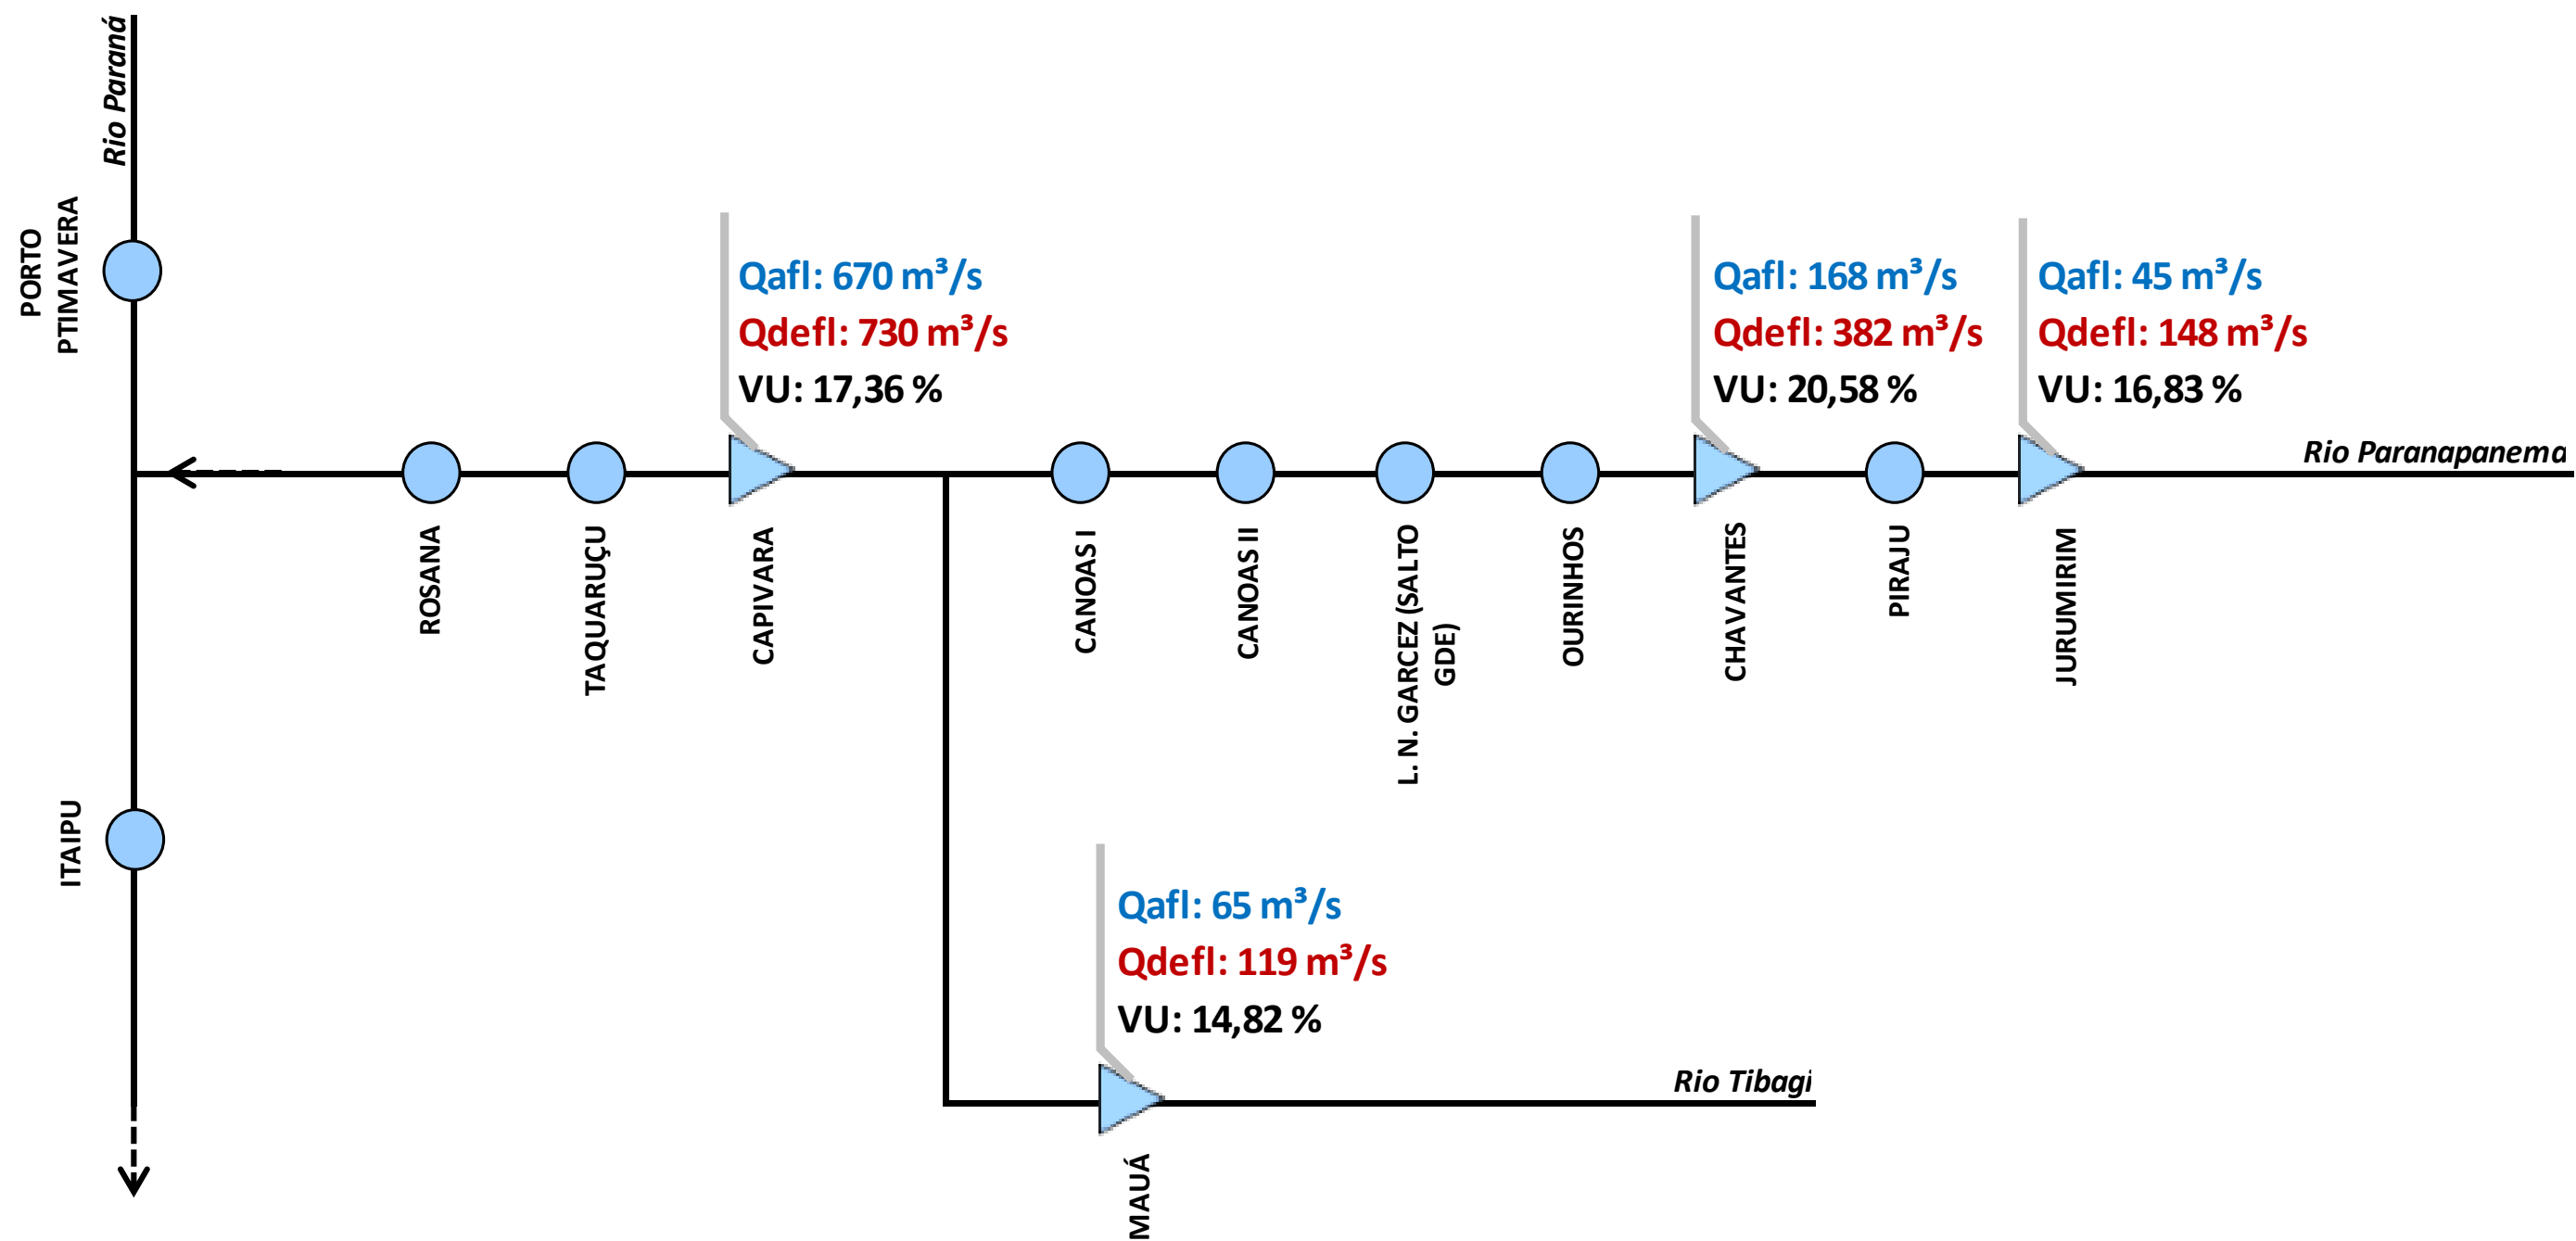 Rio Paraná
PORTO
PTIMAVERA
Qafl: 670 m³/s
Qdefl: 730 m³/s
VU: 17,36 %
Qafl: 168 m³/s
Qdefl: 382 m³/s
VU: 20,58 %
Qafl: 45 m³/s
Qdefl: 148 m³/s
VU: 16,83 %
Rio Paranapanema
ROSANA
TAQUARUÇU
CAPIVARA
CANOAS I
CANOAS II
L. N. GARCEZ (SALTO
GDE)
OURINHOS
CHAVANTES
PIRAJU
JURUMIRIM
ITAIPU
Qafl: 65 m³/s
Qdefl: 119 m³/s
VU: 14,82 %
Rio Tibagi
MAUÁ